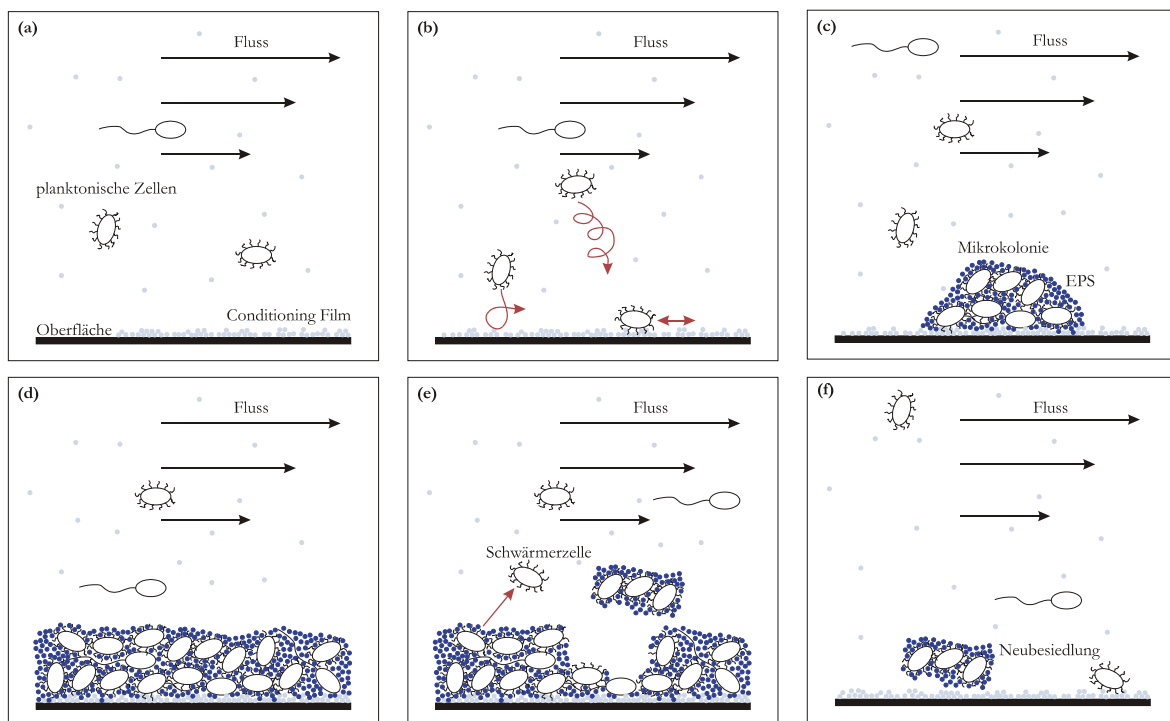 (a)
Fluss
planktonische Zellen
Conditioning Film
Oberfläche
(b)
Fluss
(c)
Fluss
Mikrokolonie
EPS
(d)
Fluss
(e)
Fluss
Schwärmerzelle
(f)
Fluss
Neubesiedlung